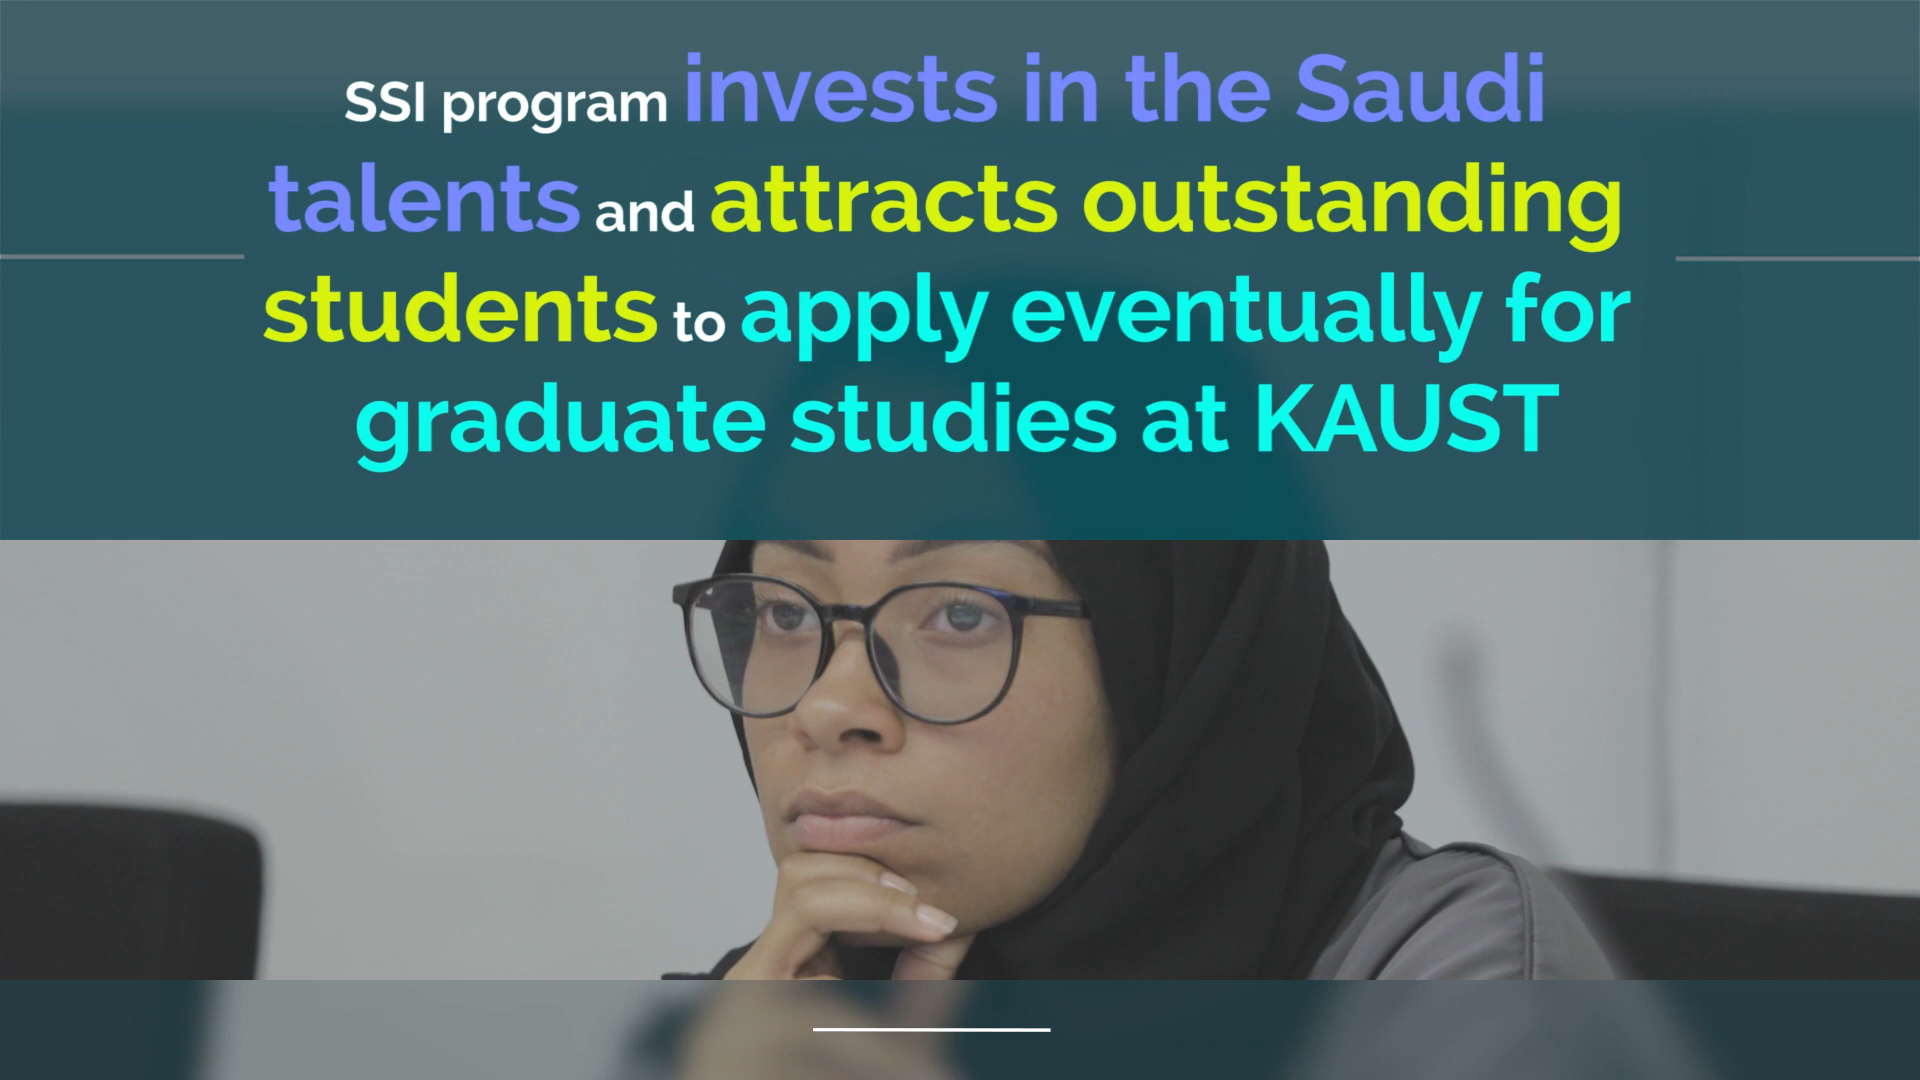 SSI program invests in the Saudi
talents and attracts outstanding
students to apply eventually for
graduate studies at KAUST